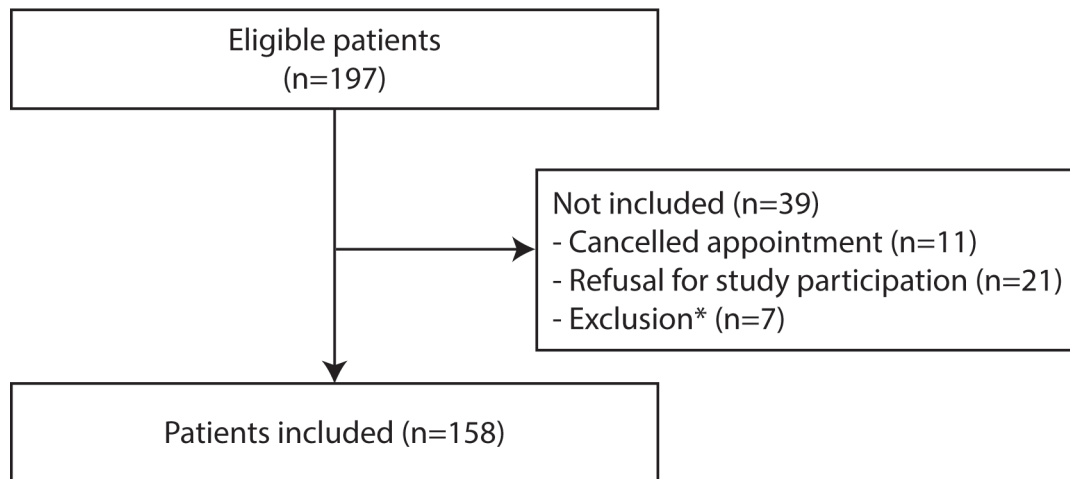 Eligible patients
(n=197)
Not included (n=39)
- Cancelled appointment (n=11)
- Refusal for study participation (n=21)
- Exclusion* (n=7)
Patients included (n=158)